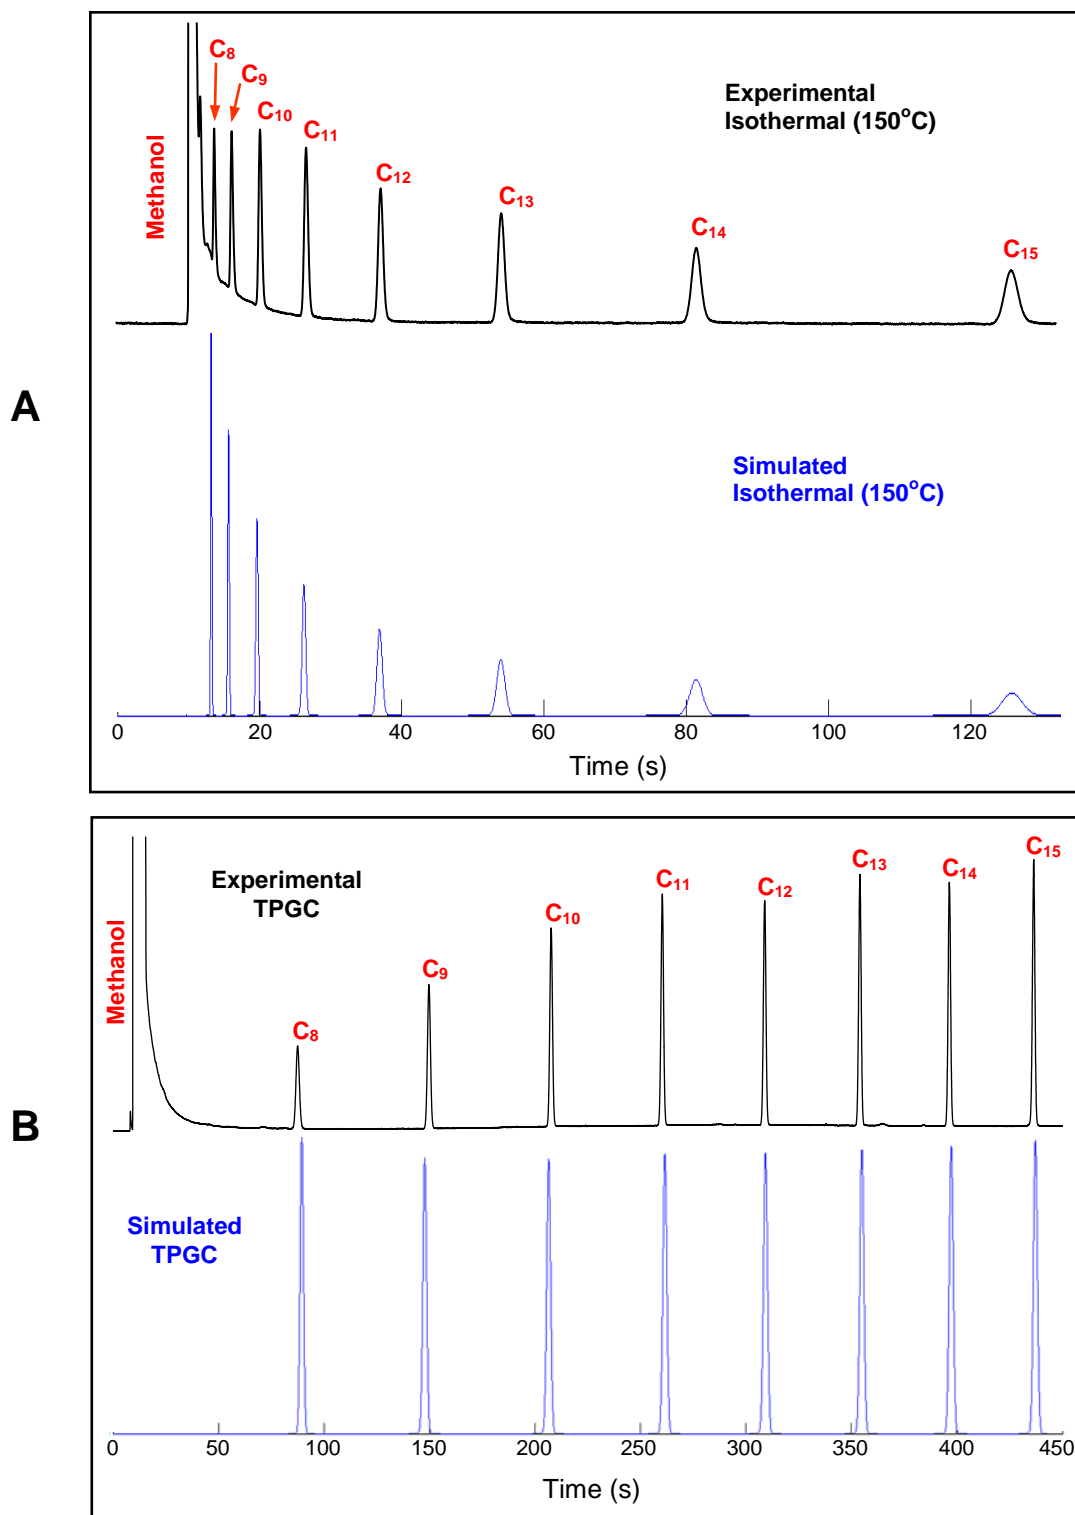 A
Methanol
C8
C9
C10
C11
C12
C13
C14
C15
Experimental
Isothermal (150°C)
Simulated
Isothermal (150°C)
0 20 40 60 80 100 120
Time (s)
B
Methanol
Experimental
TPGC
C8
C9
C10
C11
C12
C13
C14
C15
Simulated
TPGC
0 50 100 150 200 250 300 350 400 450
Time (s)